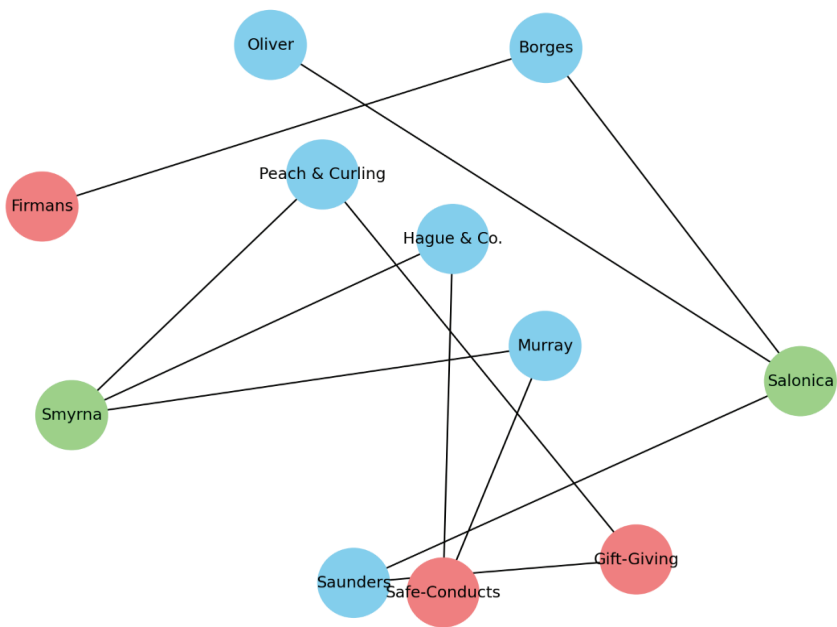 Oliver
Borges
Peach & Curling
Firmans
Hague & Co.
Murray
Salonica
Smyrna
Gift-Giving
Saunders
Safe-Conducts